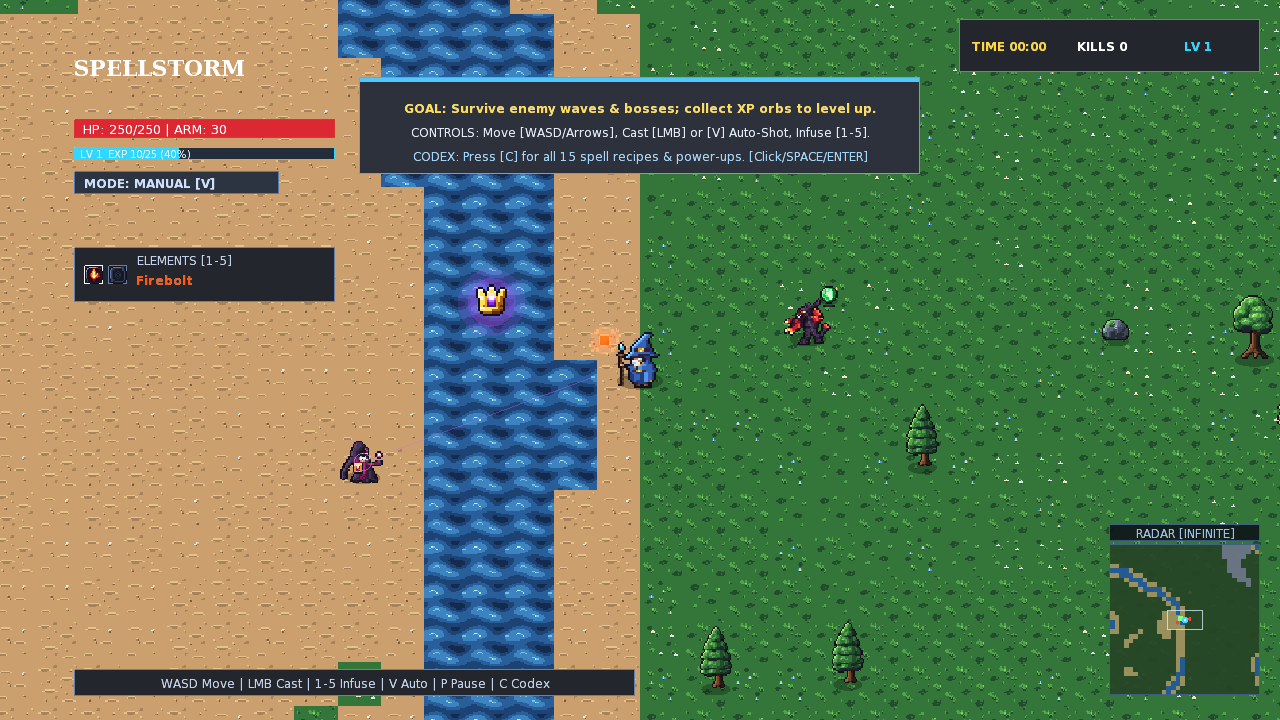 SPELLSTORM
TIME 00:00 KILLS 0 LV 1
GOAL: Survive enemy waves & bosses; collect XP orbs to level up.
CONTROLS: Move [WASD/Arrows], Cast [LMB] or [V] Auto-Shot, Infuse [1-5].
CODEX: Press [C] for all 15 spell recipes & power-ups. [Click/SPACE/ENTER]
HP: 250/250 | ARM: 30
LV 1 EXP 10/25 (40%)
MODE: MANUAL [V]
ELEMENTS [1-5]
Firebolt
RADAR [INFINITE]
WASD Move | LMB Cast | 1-5 Infuse | V Auto | P Pause | C Codex